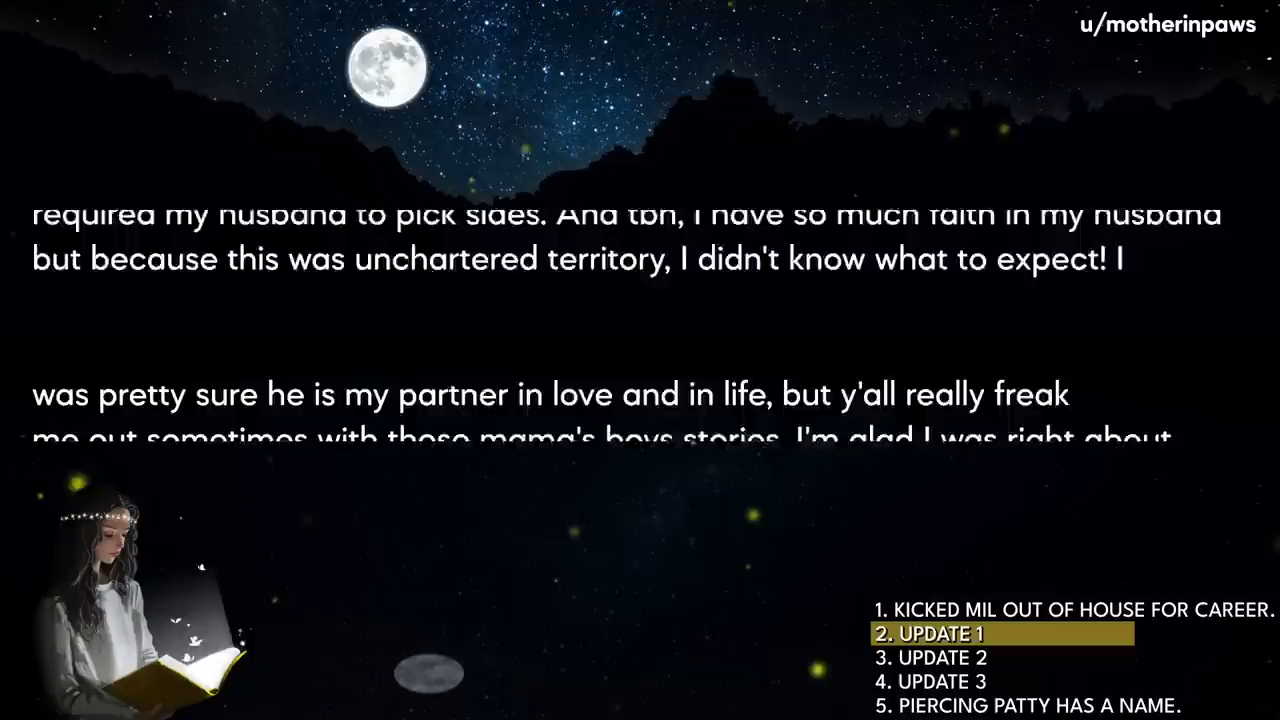 u/motherinpaws
required my husband to pick sides. And tbh, I have so much faith in my husband
but because this was unchartered territory, I didn't know what to expect! I
was pretty sure he is my partner in love and in life, but y'all really freak
me out sometimes with those mama's boys stories. I'm glad I was right about
1. KICKED MIL OUT OF HOUSE FOR CAREER.
2. UPDATE 1
3. UPDATE 2
4. UPDATE 3
5. PIERCING PATTY HAS A NAME.